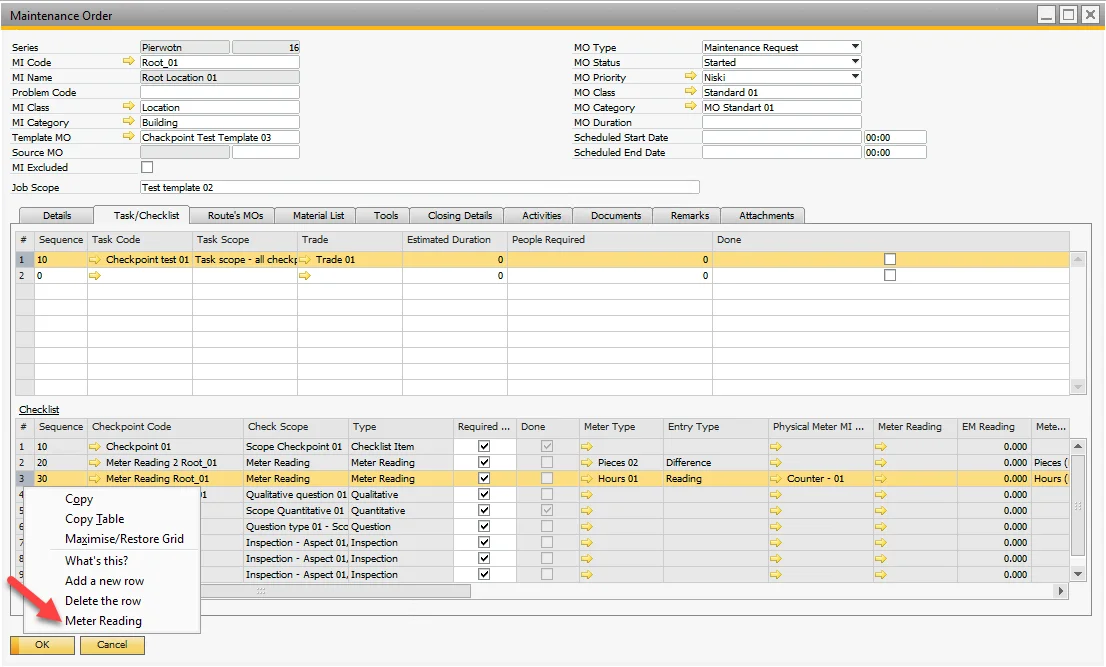 Maintenance Order
Series Pierwotn 16 MO Type Maintenance Request
MI Code Root_01 MO Status Started
MI Name Root Location 01 MO Priority Niski
Problem Code MO Class Standard 01
MI Class Location MO Category MO Standart 01
MI Category Building MO Duration
Template MO Chackpoint Test Template 03 Scheduled Start Date 00:00
Source MO Scheduled End Date 00:00
MI Excluded
Job Scope Test template 02
Details Task/Checklist Route's MOs Material List Tools Closing Details Activities Documents Remarks Attachments
# Sequence Task Code Task Scope Trade Estimated Duration People Required Done
1 10 Checkpoint test 01 Task scope - all checkp Trade 01 0 0
2 0 0 0
Checklist
# Sequence Checkpoint Code Check Scope Type Required ... Done Meter Type Entry Type Physical Meter MI ... Meter Reading EM Reading Mete...
1 10 Checkpoint 01 Scope Checkpoint 01 Checklist Item 0.000
2 20 Meter Reading 2 Root_01 Meter Reading Meter Reading Pieces 02 Difference 0.000 Pieces (
3 30 Meter Reading Root_01 Meter Reading Meter Reading Hours 01 Reading Counter - 01 0.000 Hours (
4 01 Qualitative question 01 Qualitative 0.000
5 Scope Quantitative 01 Quantitative 0.000
6 Question type 01 - Sco Question 0.000
7 Inspection - Aspect 01, Inspection 0.000
8 Inspection - Aspect 01, Inspection 0.000
9 Inspection - Aspect 01, Inspection 0.000
Copy
Copy Table
Maximise/Restore Grid
What's this?
Add a new row
Delete the row
Meter Reading
OK Cancel